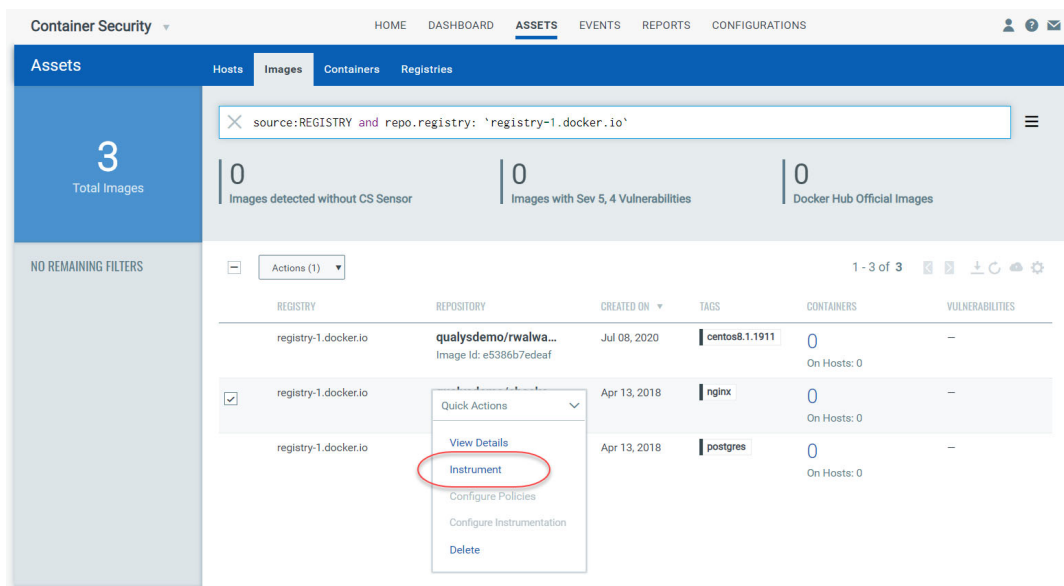 Container Security
HOME DASHBOARD ASSETS EVENTS REPORTS CONFIGURATIONS
Assets
Hosts Images Containers Registries
3
Total Images
source:REGISTRY and repo.registry: `registry-1.docker.io`
0
Images detected without CS Sensor
0
Images with Sev 5, 4 Vulnerabilities
0
Docker Hub Official Images
NO REMAINING FILTERS
Actions (1)
1 - 3 of 3
REGISTRY REPOSITORY CREATED ON TAGS CONTAINERS VULNERABILITIES
registry-1.docker.io qualysdemo/rwalwa... Jul 08, 2020 centos8.1.1911 0 —
Image Id: e5386b7edeaf On Hosts: 0
registry-1.docker.io Apr 13, 2018 nginx 0 —
On Hosts: 0
registry-1.docker.io Apr 13, 2018 postgres 0 —
On Hosts: 0
Quick Actions
View Details
Instrument
Configure Policies
Configure Instrumentation
Delete